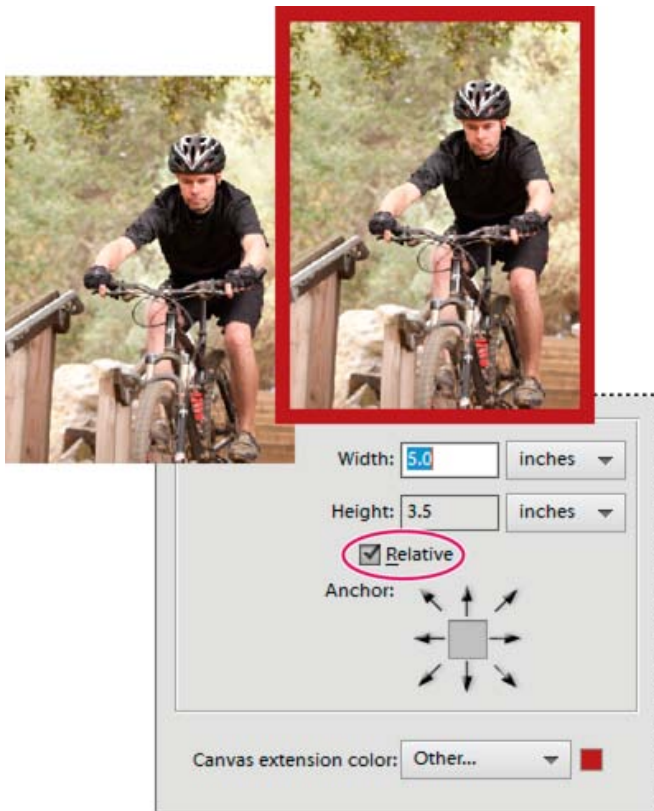 Width: 5.0 inches
Height: 3.5 inches
Relative
Anchor:
Canvas extension color: Other...